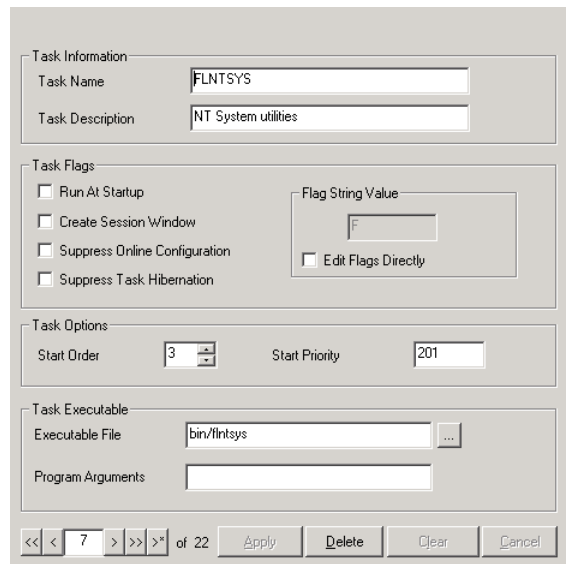 Task Information
Task Name FLNTSYS
Task Description NT System utilities
Task Flags
Run At Startup
Create Session Window
Suppress Online Configuration
Suppress Task Hibernation
Flag String Value
F
Edit Flags Directly
Task Options
Start Order 3 Start Priority 201
Task Executable
Executable File bin/flntsys ...
Program Arguments
<< < 7 > >> >* of 22 Apply Delete Clear Cancel